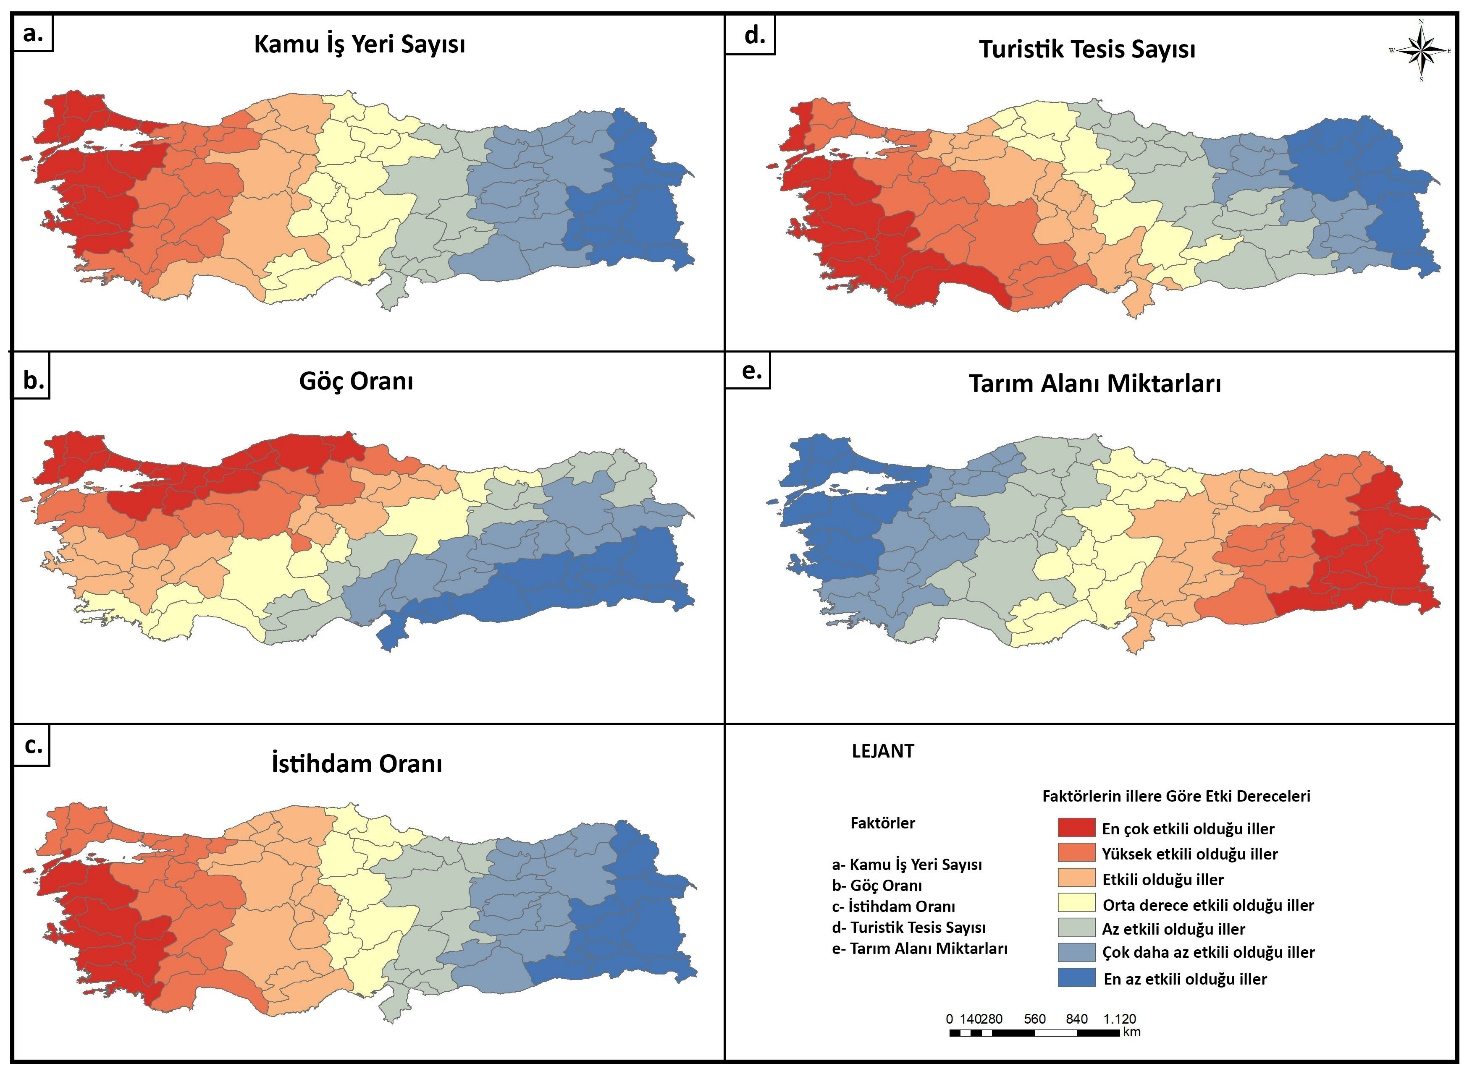 a.
Kamu İş Yeri Sayısı
d.
Turistik Tesis Sayısı
N
W
E
S
b.
Göç Oranı
e.
Tarım Alanı Miktarları
c.
İstihdam Oranı
LEJANT
Faktörler
a- Kamu İş Yeri Sayısı
b- Göç Oranı
c- İstihdam Oranı
d- Turistik Tesis Sayısı
e- Tarım Alanı Miktarları
Faktörlerin illere Göre Etki Dereceleri
En çok etkili olduğu iller
Yüksek etkili olduğu iller
Etkili olduğu iller
Orta derece etkili olduğu iller
Az etkili olduğu iller
Çok daha az etkili olduğu iller
En az etkili olduğu iller
0 140280 560 840 1.120
km